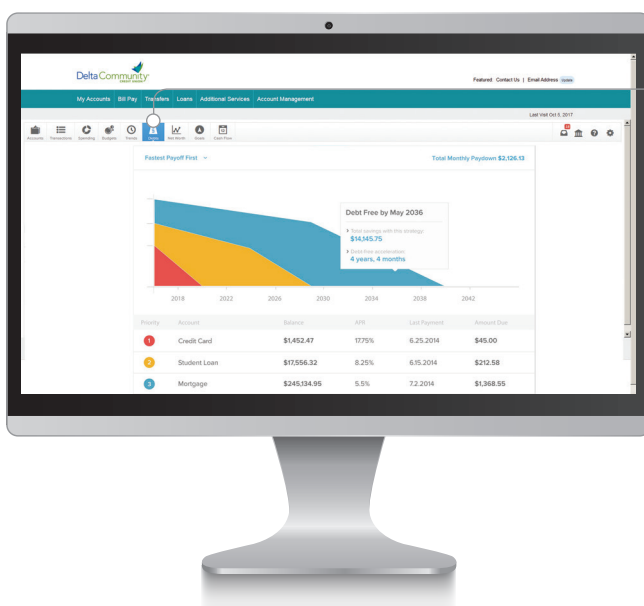 Delta Community
CREDIT UNION
Featured Contact Us | Email Address Update
My Accounts Bill Pay Transfers Loans Additional Services Account Management
Last Visit Oct 5, 2017
Accounts Transactions Spending Budgets Trends Debts Net Worth Goals Cash Flow
Fastest Payoff First Total Monthly Paydown $2,126.13
Debt Free by May 2036
Total savings with this strategy:
$14,145.75
Debt-free acceleration:
4 years, 4 months
2018 2022 2026 2030 2034 2038 2042
Priority Account Balance APR Last Payment Amount Due
1 Credit Card $1,452.47 17.75% 6.25.2014 $45.00
2 Student Loan $17,556.32 8.25% 6.15.2014 $212.58
3 Mortgage $245,134.95 5.5% 7.2.2014 $1,368.55